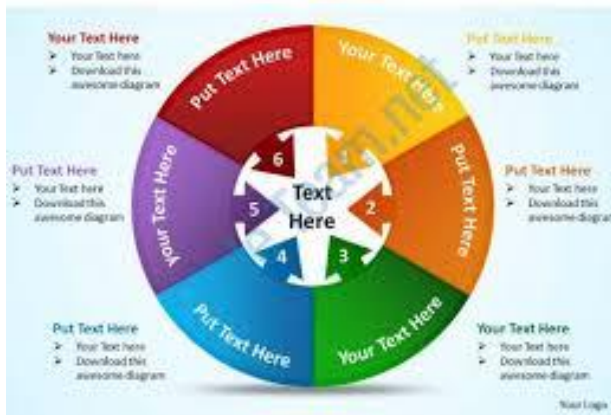 Your Text Here
➤ Your Text here
➤ Download this
awesome diagram
Put Text Here
➤ Your Text here
➤ Download this
awesome diagram
Put Text Here
Your Text Here
Put Text Here
➤ Your Text here
➤ Download this
awesome diagram
Your Text Here
6
5
Text
Here
2
4
3
Put Text Here
Put Text Here
➤ Your Text here
➤ Download this
awesome diagram
Put Text Here
➤ Your Text here
➤ Download this
awesome diagram
Put Text Here
Your Text Here
Your Text Here
➤ Your Text here
➤ Download this
awesome diagram
Your Logo